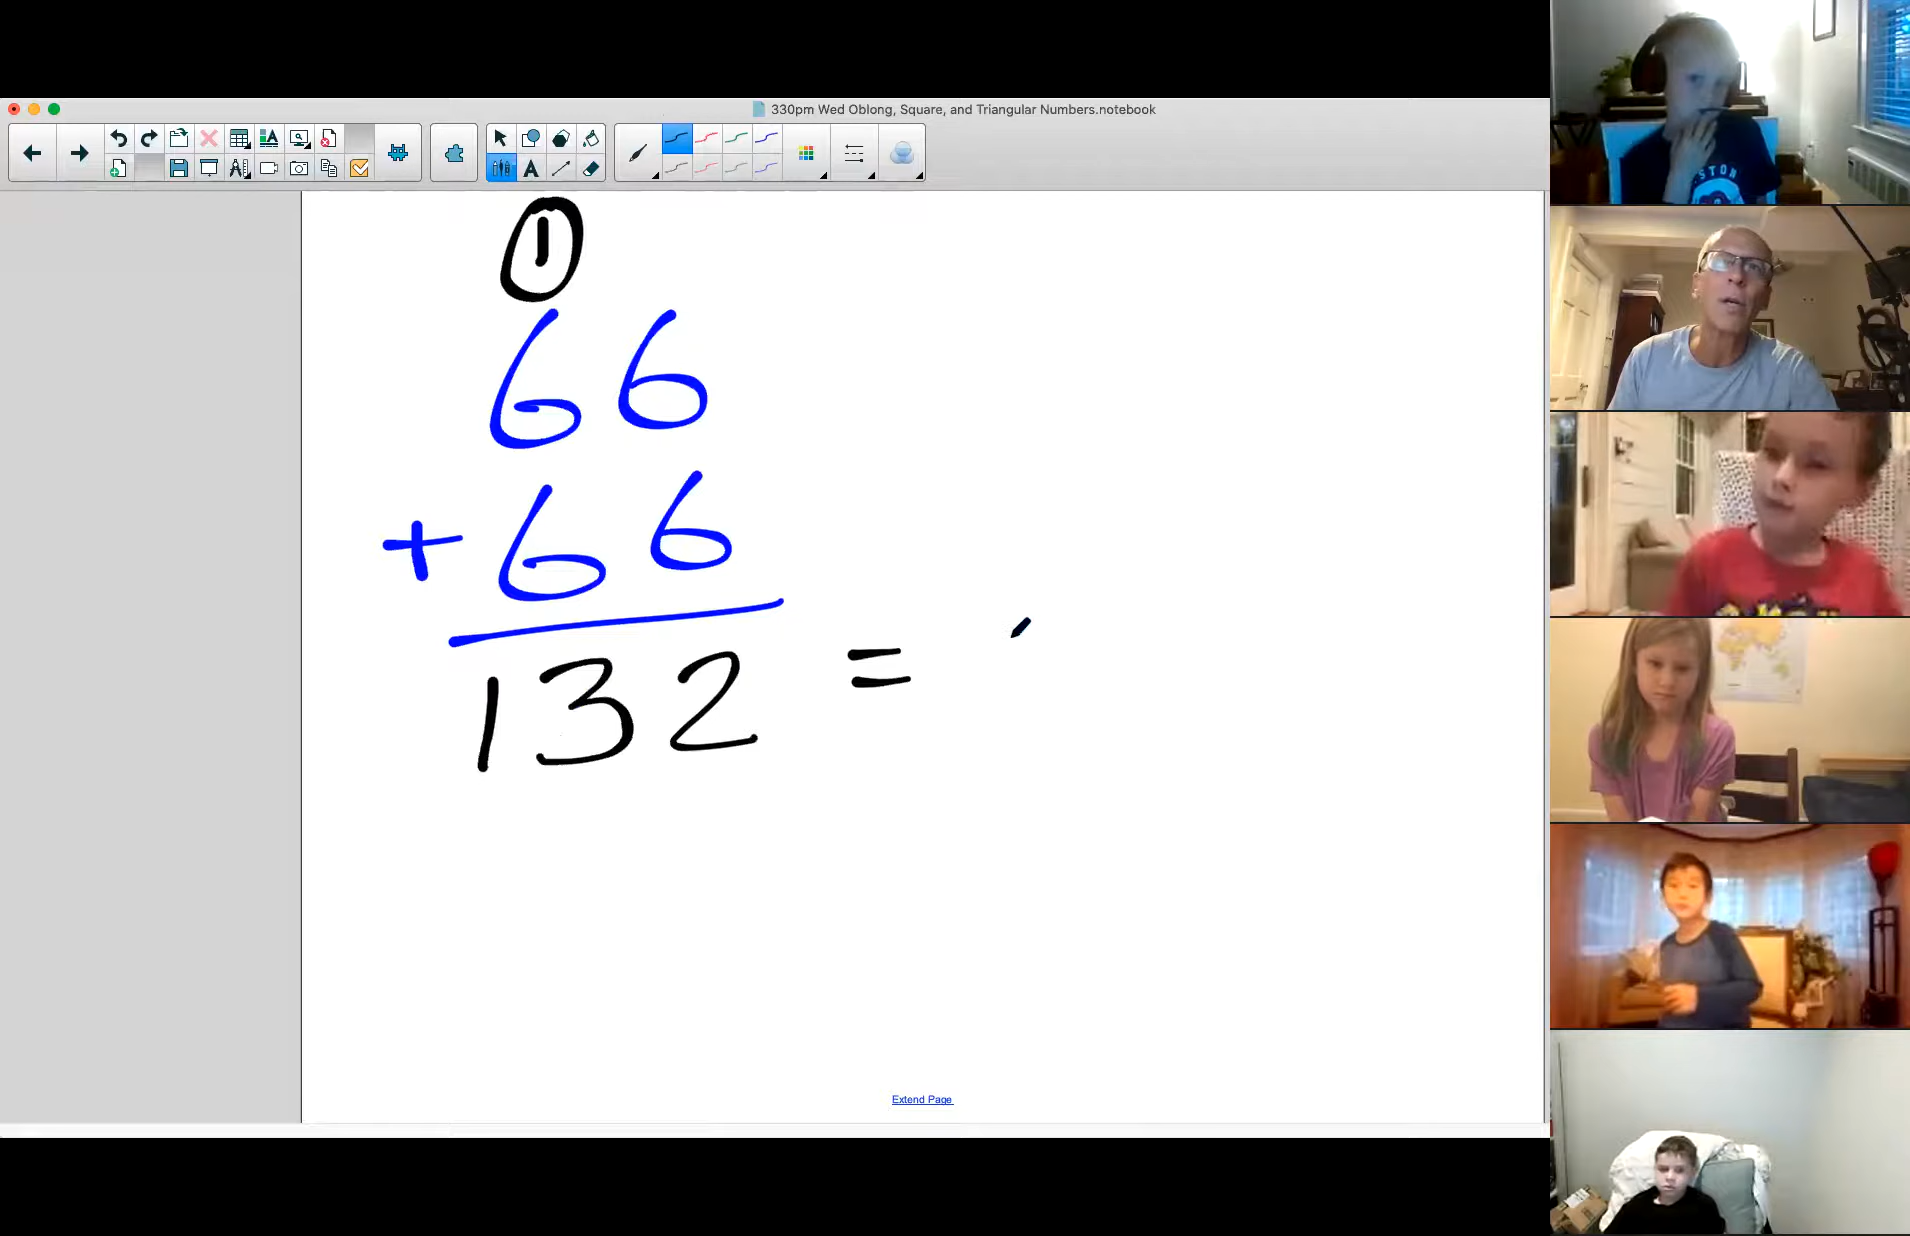 330pm Wed Oblong, Square, and Triangular Numbers.notebook
1
66
+ 66
132 =
Extend Page